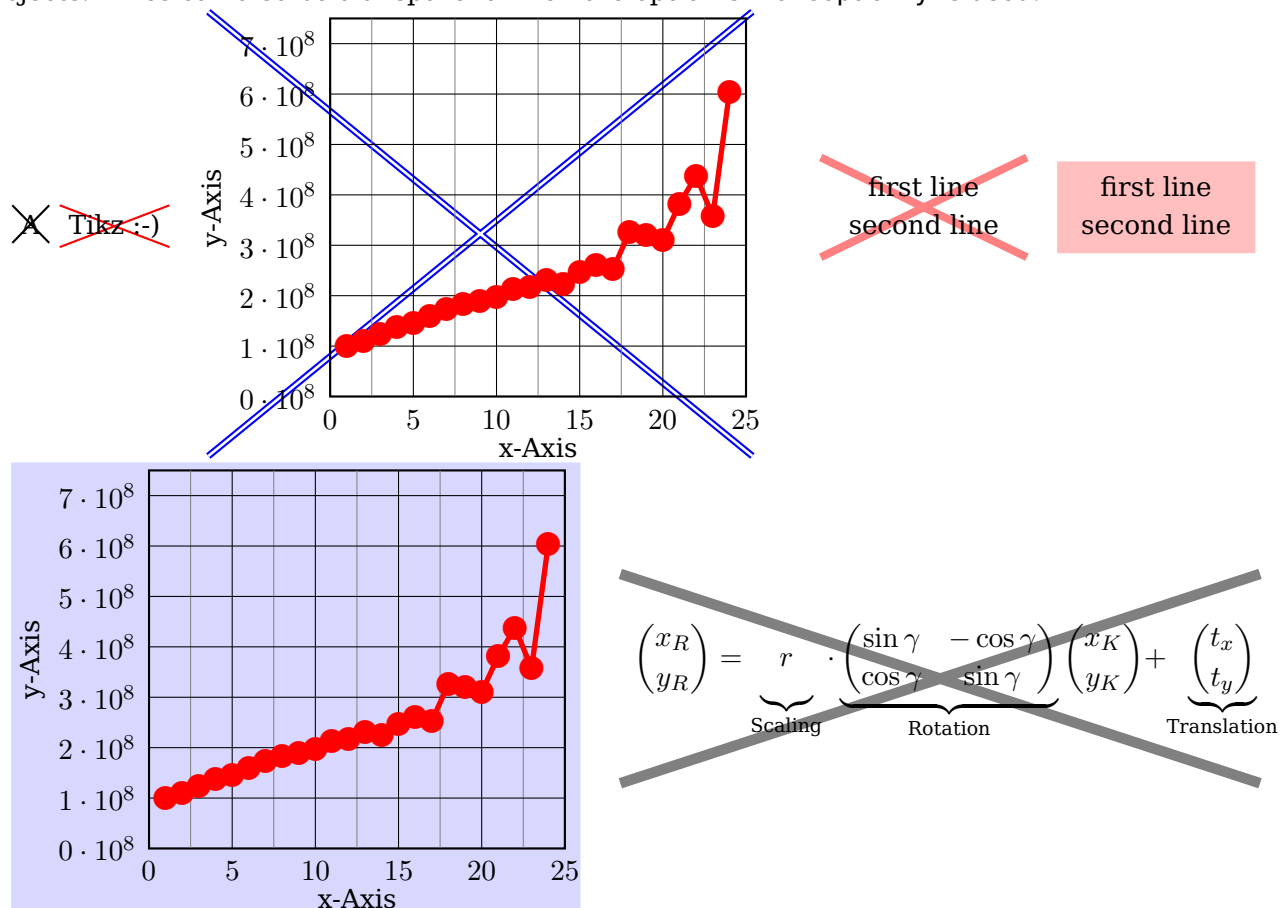 A Tikz :-)
7 · 10^8
6 · 10^8
5 · 10^8
4 · 10^8
3 · 10^8
2 · 10^8
1 · 10^8
0 · 10^8
y-Axis
0 5 10 15 20 25
x-Axis
first line
second line
first line
second line
7 · 10^8
6 · 10^8
5 · 10^8
4 · 10^8
3 · 10^8
2 · 10^8
1 · 10^8
0 · 10^8
y-Axis
0 5 10 15 20 25
x-Axis
(x_R y_R) = r · (sin γ − cos γ cos γ sin γ) (x_K y_K) + (t_x t_y)
Scaling Rotation Translation